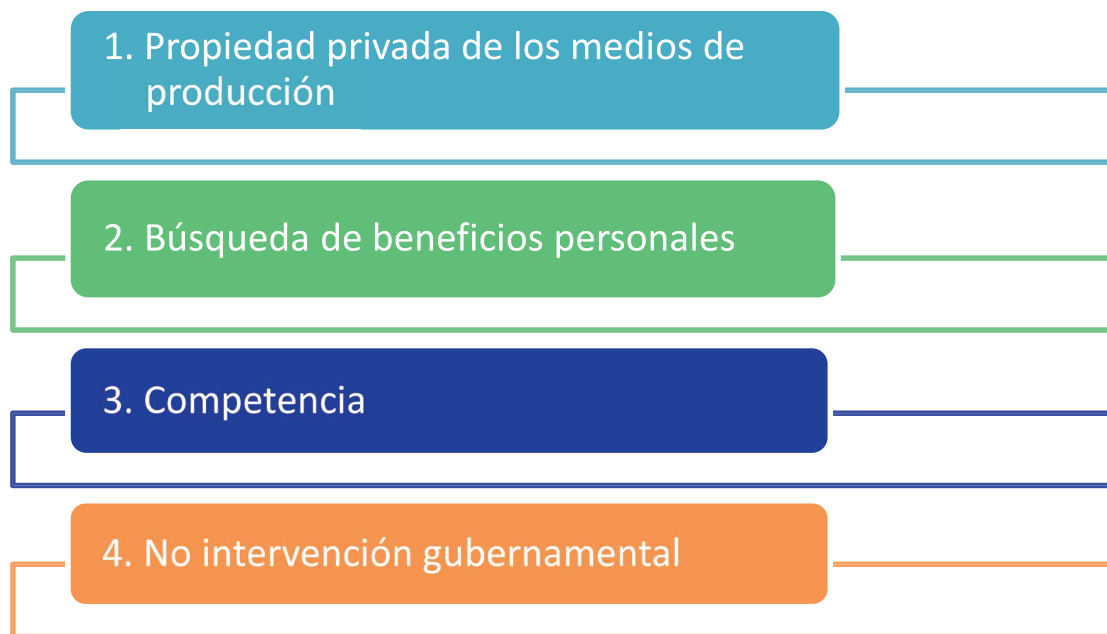 1. Propiedad privada de los medios de
producción
2. Búsqueda de beneficios personales
3. Competencia
4. No intervención gubernamental